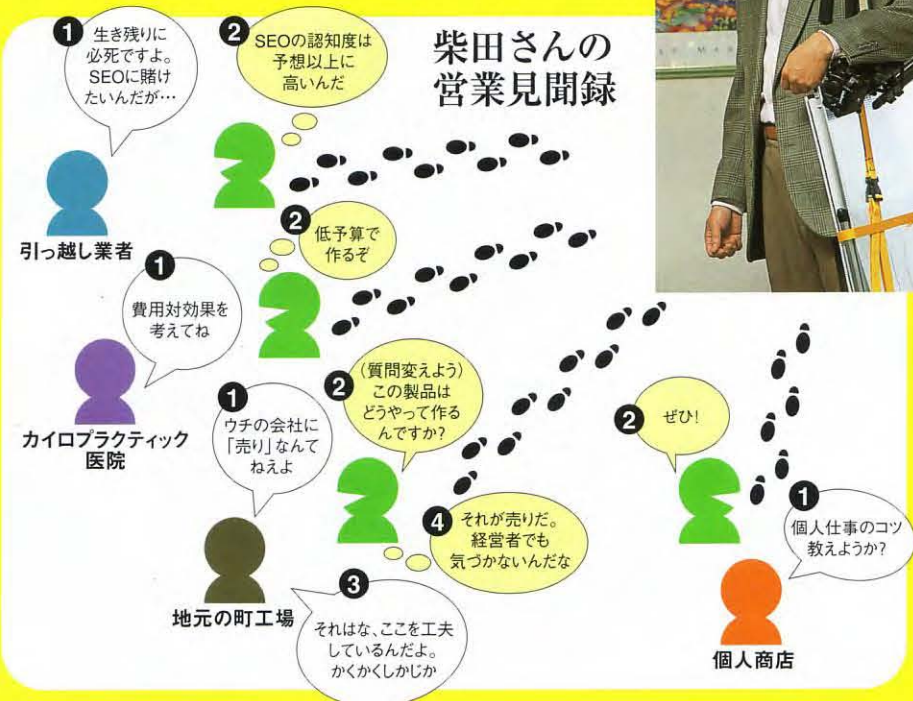 柴田さんの
営業見聞録
1
生き残りに
必死ですよ。
SEOに賭け
たいんだが…
2
SEOの認知度は
予想以上に
高いんだ
引っ越し業者
1
費用対効果を
考えてね
2
低予算で
作るぞ
カイロプラクティック
医院
1
ウチの会社に
「売り」なんて
ねえよ
2
(質問変えよう)
この製品は
どうやって作る
んですか?
3
それはな、ここを工夫
しているんだよ。
かくかくしかじか
4
それが売りだ。
経営者でも
気づかないんだな
地元の町工場
1
個人仕事のコツ
教えようか?
2
ぜひ!
個人商店